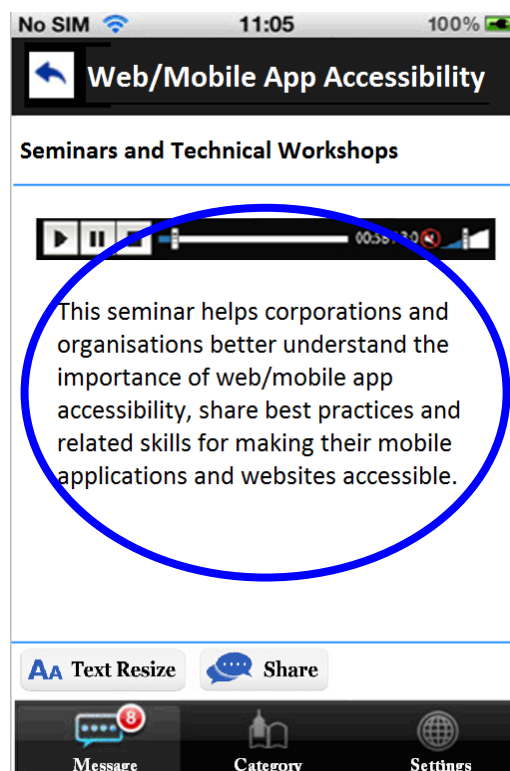 No SIM 11:05 100%
Web/Mobile App Accessibility
Seminars and Technical Workshops
This seminar helps corporations and
organisations better understand the
importance of web/mobile app
accessibility, share best practices and
related skills for making their mobile
applications and websites accessible.
AA Text Resize Share
8
Message Category Settings